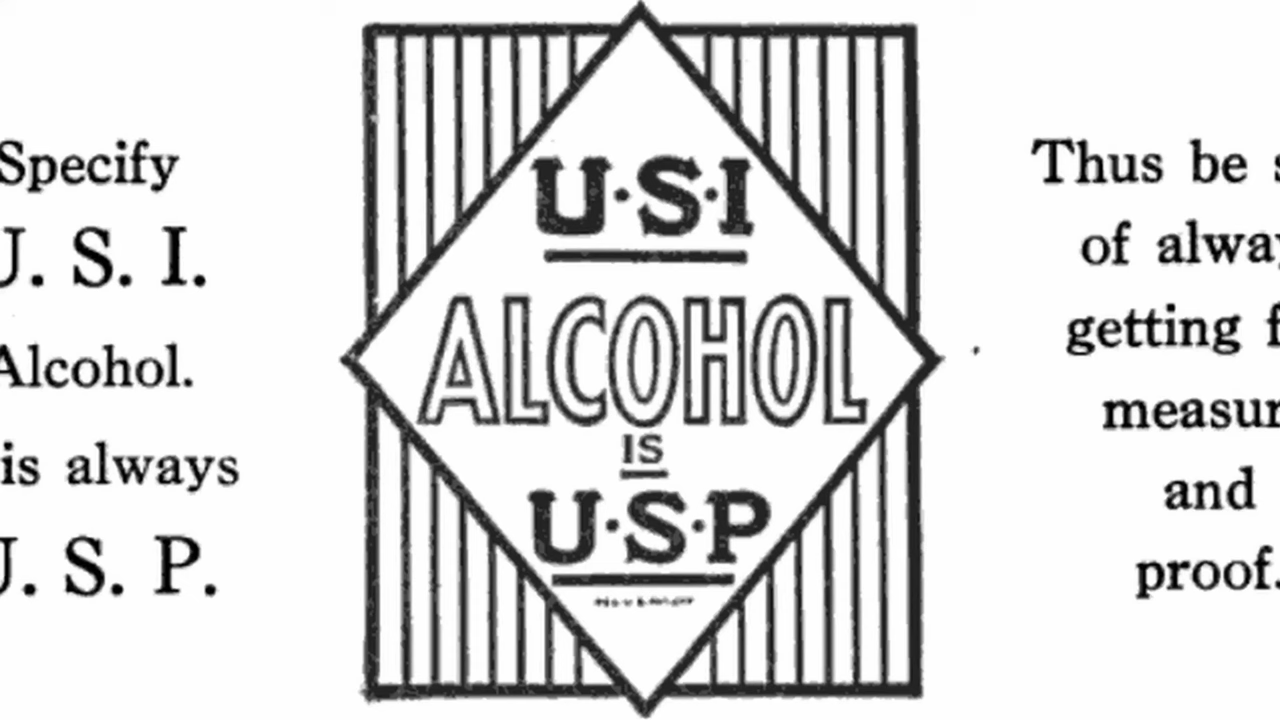 Specify
U. S. I.
Alcohol.
is always
U. S. P.
U·S·I
ALCOHOL
IS
U·S·P
Thus be
of alway
getting
measur
and
proof.